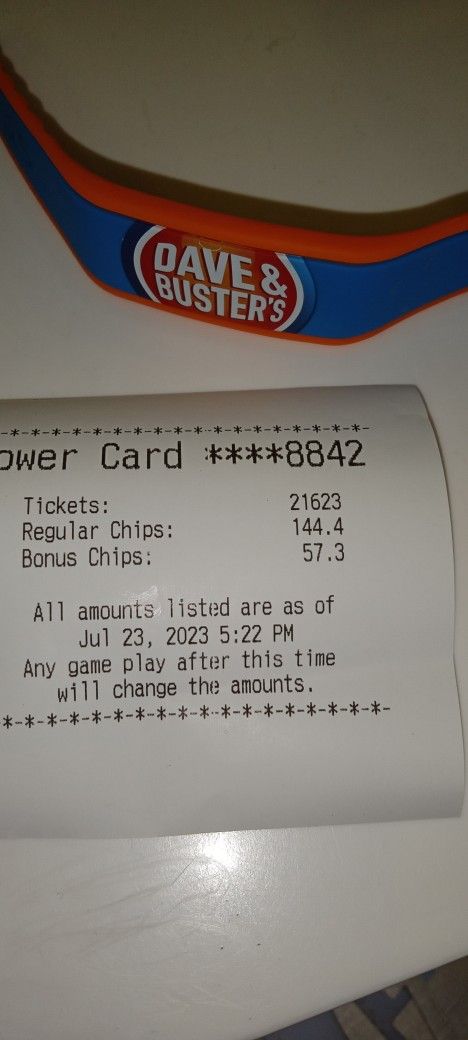 DAVE &
BUSTER'S
-*-*-*-*-*-*-*-*-*-*-*-*-*-*-*-*-*-
ower Card ****8842
Tickets: 21623
Regular Chips: 144.4
Bonus Chips: 57.3
All amounts listed are as of
Jul 23, 2023 5:22 PM
Any game play after this time
will change the amounts.
*-*-*-*-*-*-*-*-*-*-*-*-*-*-*-*-*-*-